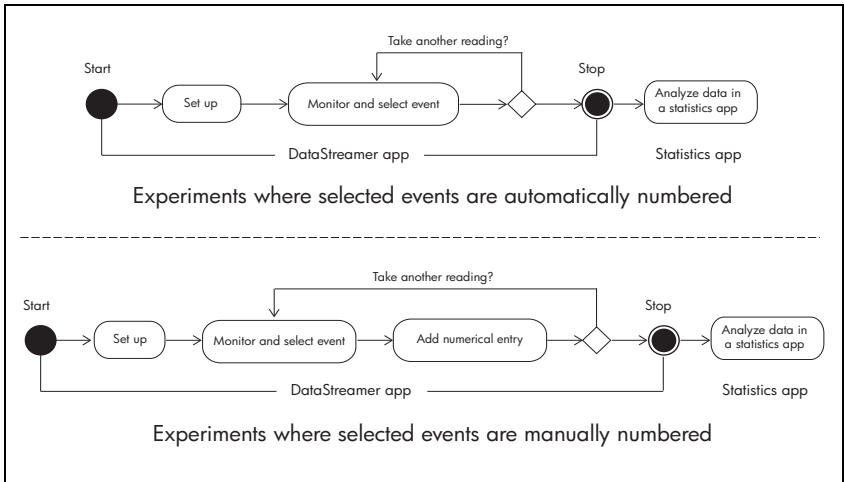 Take another reading?
Start
Stop
Set up
Monitor and select event
Analyze data in
a statistics app
DataStreamer app
Statistics app
Experiments where selected events are automatically numbered
Take another reading?
Start
Stop
Set up
Monitor and select event
Add numerical entry
Analyze data in
a statistics app
DataStreamer app
Statistics app
Experiments where selected events are manually numbered